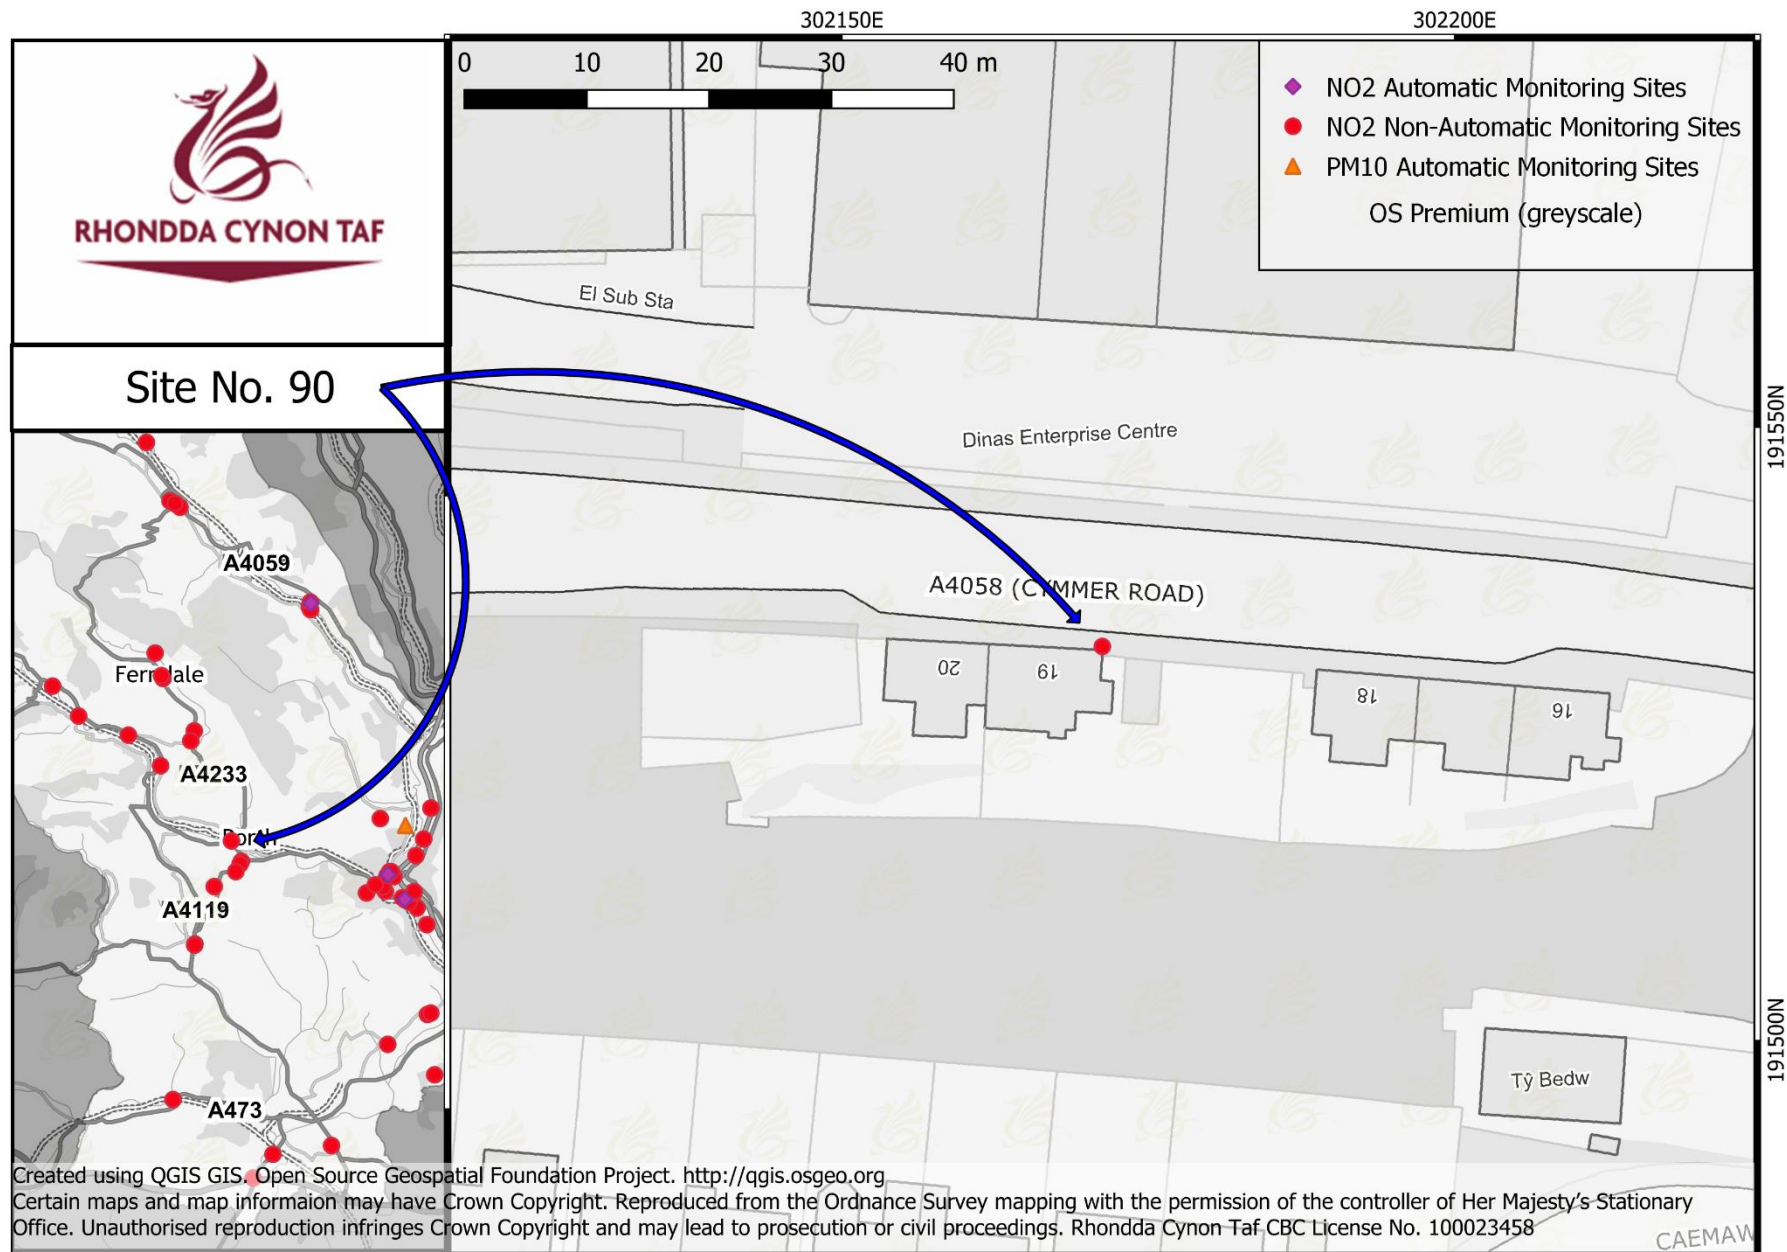 302150E
302200E
RHONDDA CYNON TAF
Site No. 90
0 10 20 30 40 m
NO2 Automatic Monitoring Sites
NO2 Non-Automatic Monitoring Sites
PM10 Automatic Monitoring Sites
OS Premium (greyscale)
El Sub Sta
Dinas Enterprise Centre
191550N
A4058 (CYMMER ROAD)
20
19
18
16
A4059
Ferndale
A4233
Porth
A4119
A473
191500N
Tŷ Bedw
CAEMAW
Created using QGIS GIS. Open Source Geospatial Foundation Project. http://qgis.osgeo.org
Certain maps and map informaion may have Crown Copyright. Reproduced from the Ordnance Survey mapping with the permission of the controller of Her Majesty's Stationary
Office. Unauthorised reproduction infringes Crown Copyright and may lead to prosecution or civil proceedings. Rhondda Cynon Taf CBC License No. 100023458